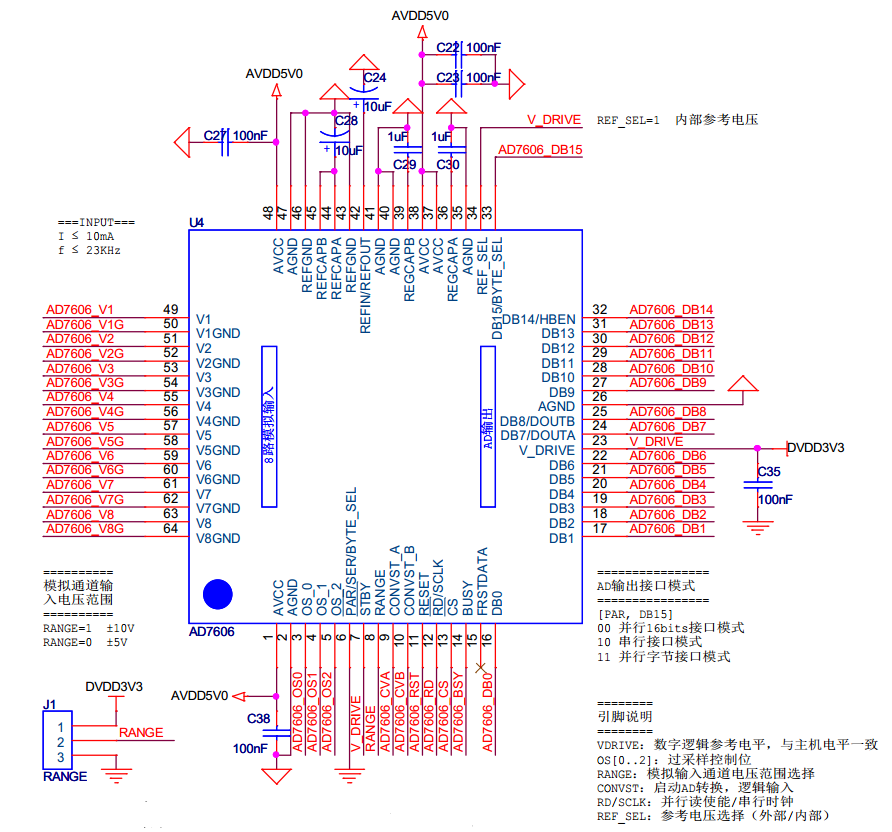 AVDD5V0
C22 100nF
AVDD5V0
C24
C23 100nF
10uF
C28
V_DRIVE REF_SEL=1 内部参考电压
C27 100nF
1uF 1uF
10uF
AD7606_DB15
C29 C30
48 47 46 45 44 43 42 41 40 39 38 37 36 35 34 33
===INPUT===
U4
I ≤ 10mA
f ≤ 23KHz
AVCC AGND REFGND REFCAPB REFCAPA REFGND REFIN/REFOUT AGND AGND REGCAPB AVCC AVCC REGCAPA AGND REF_SEL DB15/BYTE_SEL
AD7606_V1 49 V1
AD7606_V1G 50 V1GND
AD7606_V2 51 V2
AD7606_V2G 52 V2GND
AD7606_V3 53 V3
AD7606_V3G 54 V3GND
AD7606_V4 55 V4
AD7606_V4G 56 V4GND
AD7606_V5 57 V5
AD7606_V5G 58 V5GND
AD7606_V6 59 V6
AD7606_V6G 60 V6GND
AD7606_V7 61 V7
AD7606_V7G 62 V7GND
AD7606_V8 63 V8
AD7606_V8G 64 V8GND
8路模拟输入
AD输出
DB14/HBEN 32 AD7606_DB14
DB13 31 AD7606_DB13
DB12 30 AD7606_DB12
DB11 29 AD7606_DB11
DB10 28 AD7606_DB10
DB9 27 AD7606_DB9
AGND 26
DB8/DOUTB 25 AD7606_DB8
DB7/DOUTA 24 AD7606_DB7
V_DRIVE 23 V_DRIVE DVDD3V3
DB6 22 AD7606_DB6
DB5 21 AD7606_DB5
DB4 20 AD7606_DB4
DB3 19 AD7606_DB3
DB2 18 AD7606_DB2
DB1 17 AD7606_DB1
C35
100nF
AVCC AGND OS_0 OS_1 OS_2 PAR/SER/BYTE_SEL STBY RANGE CONVST_A CONVST_B RESET RD/SCLK CS BUSY FRSTDATA DB0
AD7606
1 2 3 4 5 6 7 8 9 10 11 12 13 14 15 16
AD7606_OS0 AD7606_OS1 AD7606_OS2 V_DRIVE RANGE AD7606_CVA AD7606_CVB AD7606_RST AD7606_RD AD7606_CS AD7606_BSY AD7606_DB0
==========
模拟通道输
入电压范围
==========
RANGE=1 ±10V
RANGE=0 ±5V
DVDD3V3
AVDD5V0
J1
C38
1
RANGE
2
100nF
3
RANGE
================
AD输出接口模式
================
[PAR, DB15]
00 并行16bits接口模式
10 串行接口模式
11 并行字节接口模式
========
引脚说明
========
VDRIVE: 数字逻辑参考电平，与主机电平一致
OS[0..2]: 过采样控制位
RANGE: 模拟输入通道电压范围选择
CONVST: 启动AD转换，逻辑输入
RD/SCLK: 并行读使能/串行时钟
REF_SEL: 参考电压选择（外部/内部）